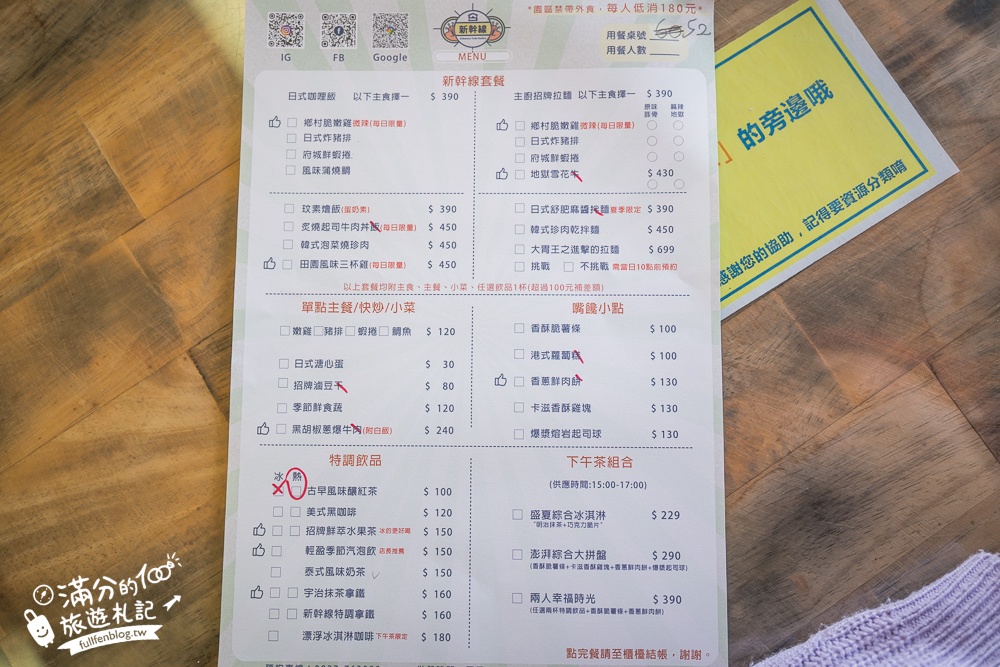 *園區禁帶外食，每人低消180元*
新幹線
MENU
IG
FB
Google
用餐桌號 60 52
用餐人數
新幹線套餐
日式咖哩飯 以下主食擇一 $ 390
鄉村脆嫩雞 微辣(每日限量)
日式炸豬排
府城鮮蝦捲
風味蒲燒鯛
玟素燴飯(蛋奶素) $ 390
炙燒起司牛肉丼飯(每日限量) $ 450
韓式泡菜燒珍肉 $ 450
田園風味三杯雞(每日限量) $ 450
主廚招牌拉麵 以下主食擇一 $ 390
原味豚骨
麻辣地獄
鄉村脆嫩雞 微辣(每日限量)
日式炸豬排
府城鮮蝦捲
地獄雪花牛 $ 430
日式舒肥麻醬拌麵 夏季限定 $ 390
韓式珍肉乾拌麵 $ 450
大胃王之進擊的拉麵 $ 699
挑戰 不挑戰 需當日10點前預約
以上套餐均附主食、主餐、小菜、任選飲品1杯(超過100元補差額)
單點主餐/快炒/小菜
嫩雞 豬排 蝦捲 鯛魚 $ 120
日式溏心蛋 $ 30
招牌滷豆干 $ 80
季節鮮食蔬 $ 120
黑胡椒蔥爆牛肉(附白飯) $ 240
嘴饞小點
香酥脆薯條 $ 100
港式蘿蔔糕 $ 100
香蔥鮮肉餅 $ 130
卡滋香酥雞塊 $ 130
爆漿熔岩起司球 $ 130
特調飲品
冰 熱
古早風味釀紅茶 $ 100
美式黑咖啡 $ 120
招牌鮮萃水果茶 冰的更好喝 $ 150
輕盈季節汽泡飲 店長推薦 $ 150
泰式風味奶茶 $ 150
宇治抹茶拿鐵 $ 160
新幹線特調拿鐵 $ 160
漂浮冰淇淋咖啡 下午茶限定 $ 180
下午茶組合
(供應時間:15:00-17:00)
盛夏綜合冰淇淋 $ 229
"明治抹茶+巧克力脆片"
澎湃綜合大拼盤 $ 290
(香酥脆薯條+卡滋香酥雞塊+香蔥鮮肉餅+爆漿起司球)
兩人幸福時光 $ 390
(任選兩杯特調飲品+香酥脆薯條+香蔥鮮肉餅)
點完餐請至櫃檯結帳，謝謝。
」的旁邊哦
感謝您的協助，記得要資源分類唷
滿分的100
旅遊札記
fullfenblog.tw